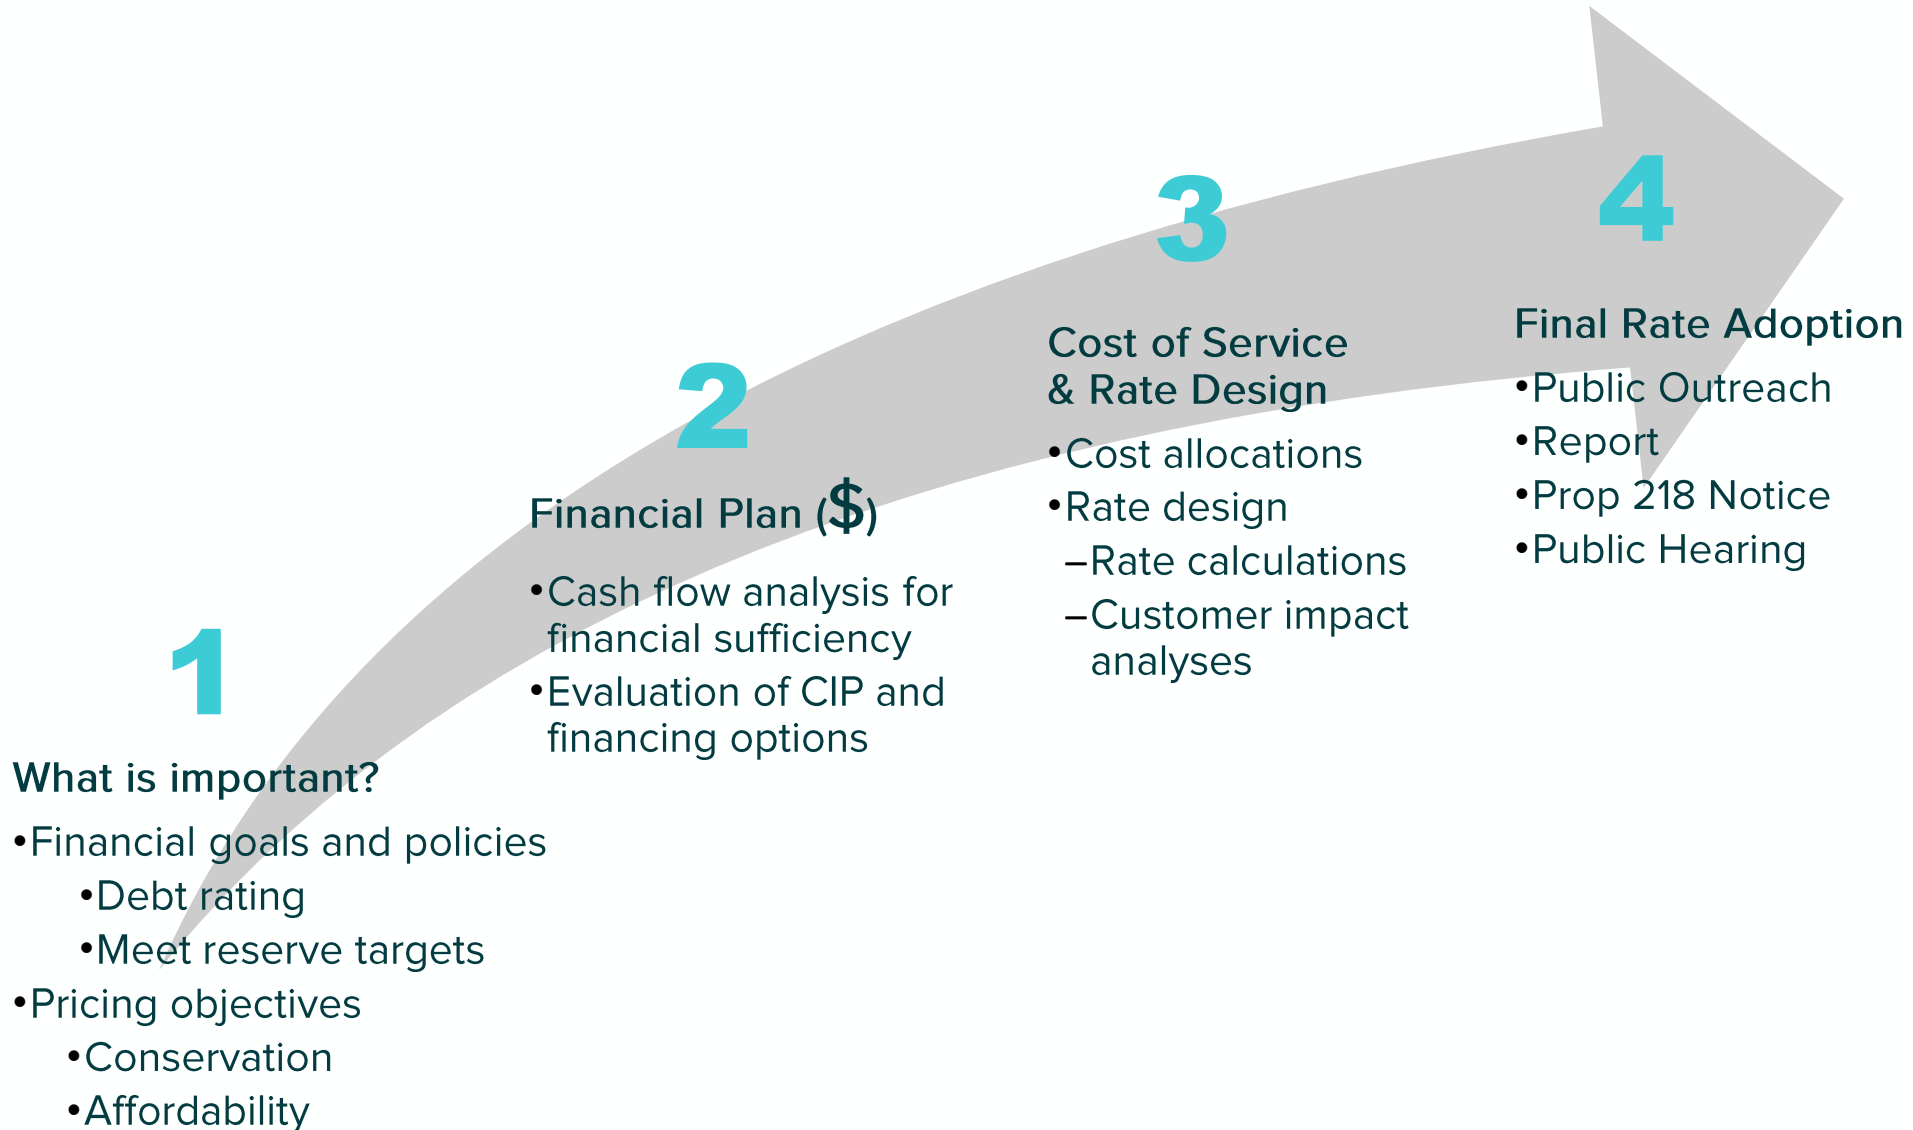 1
What is important?
•Financial goals and policies
•Debt rating
•Meet reserve targets
•Pricing objectives
•Conservation
•Affordability
2
Financial Plan ($)
•Cash flow analysis for
financial sufficiency
•Evaluation of CIP and
financing options
3
Cost of Service
& Rate Design
•Cost allocations
•Rate design
–Rate calculations
–Customer impact
analyses
4
Final Rate Adoption
•Public Outreach
•Report
•Prop 218 Notice
•Public Hearing